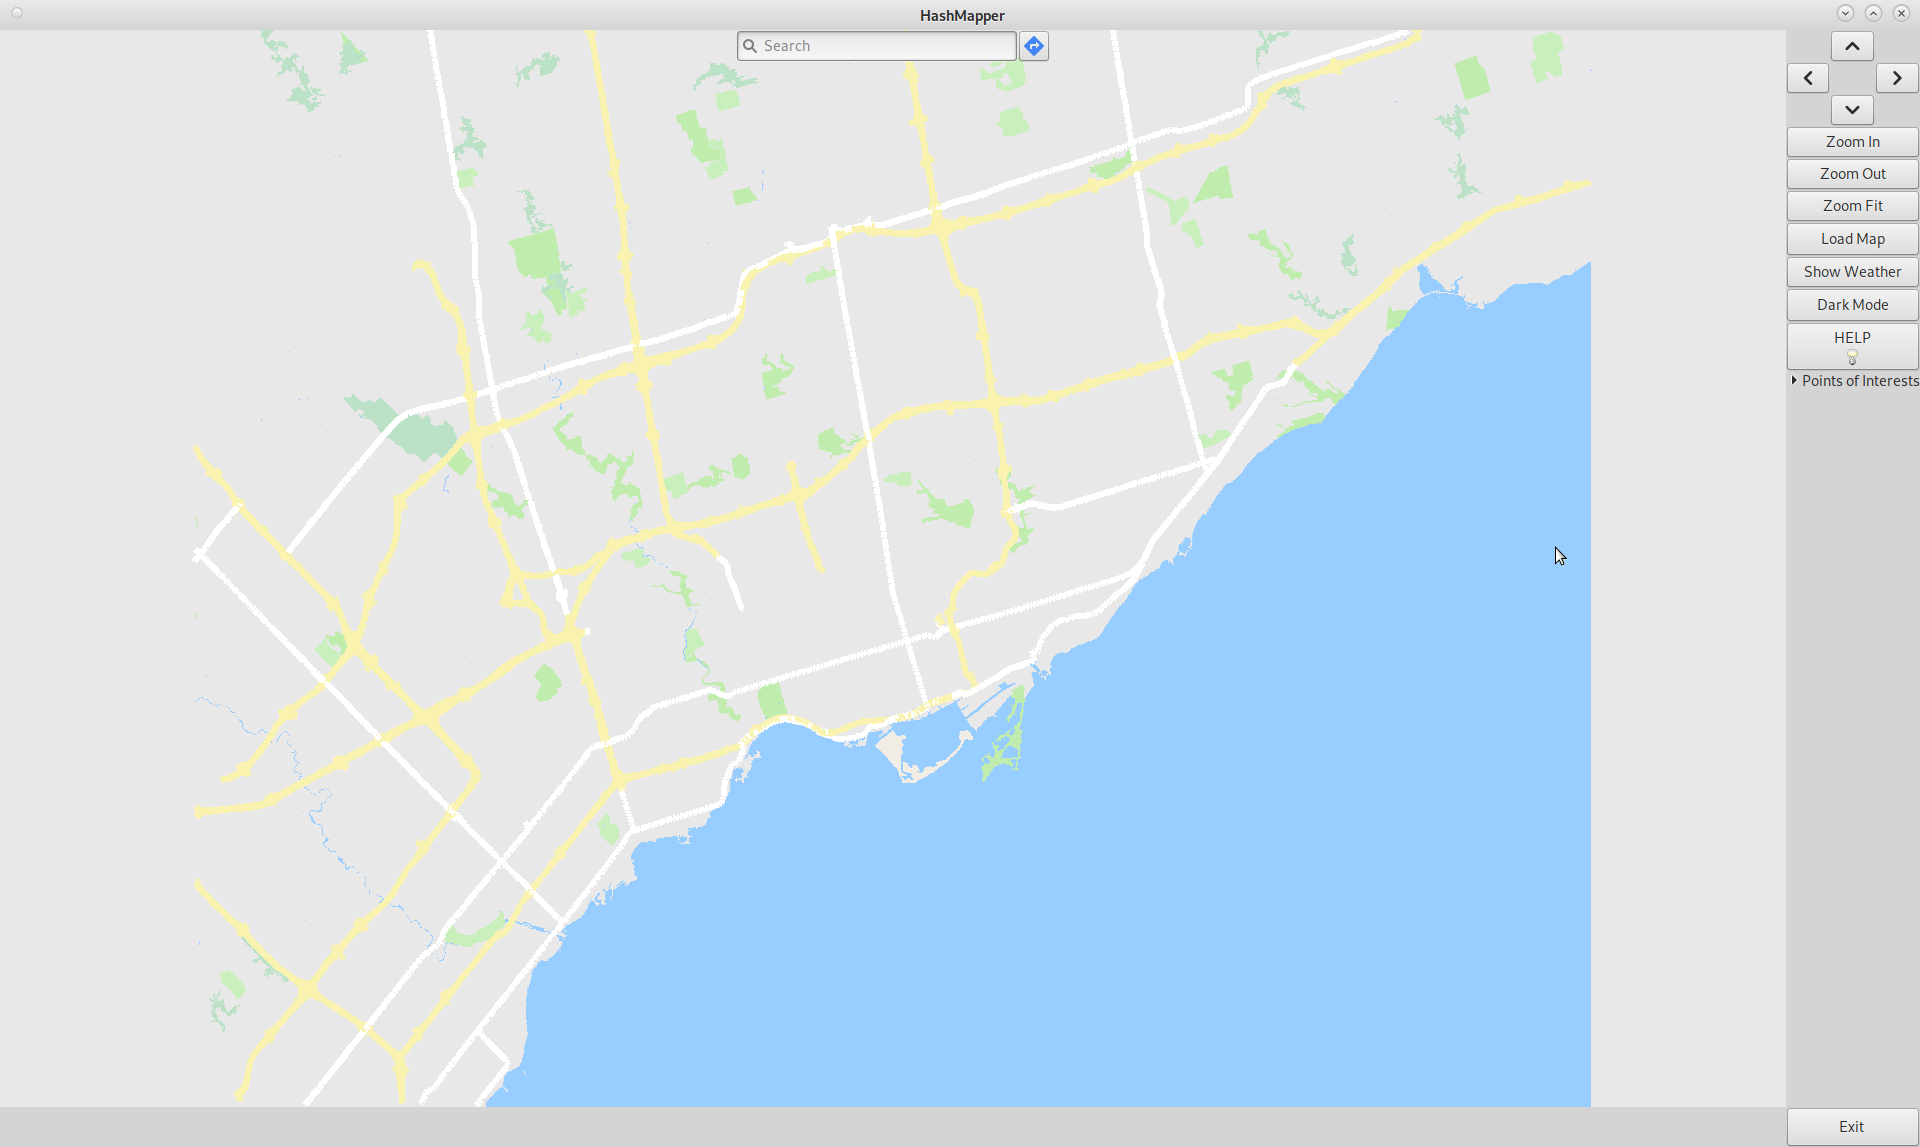 HashMapper
Search
Zoom In
Zoom Out
Zoom Fit
Load Map
Show Weather
Dark Mode
HELP
Points of Interests
Exit